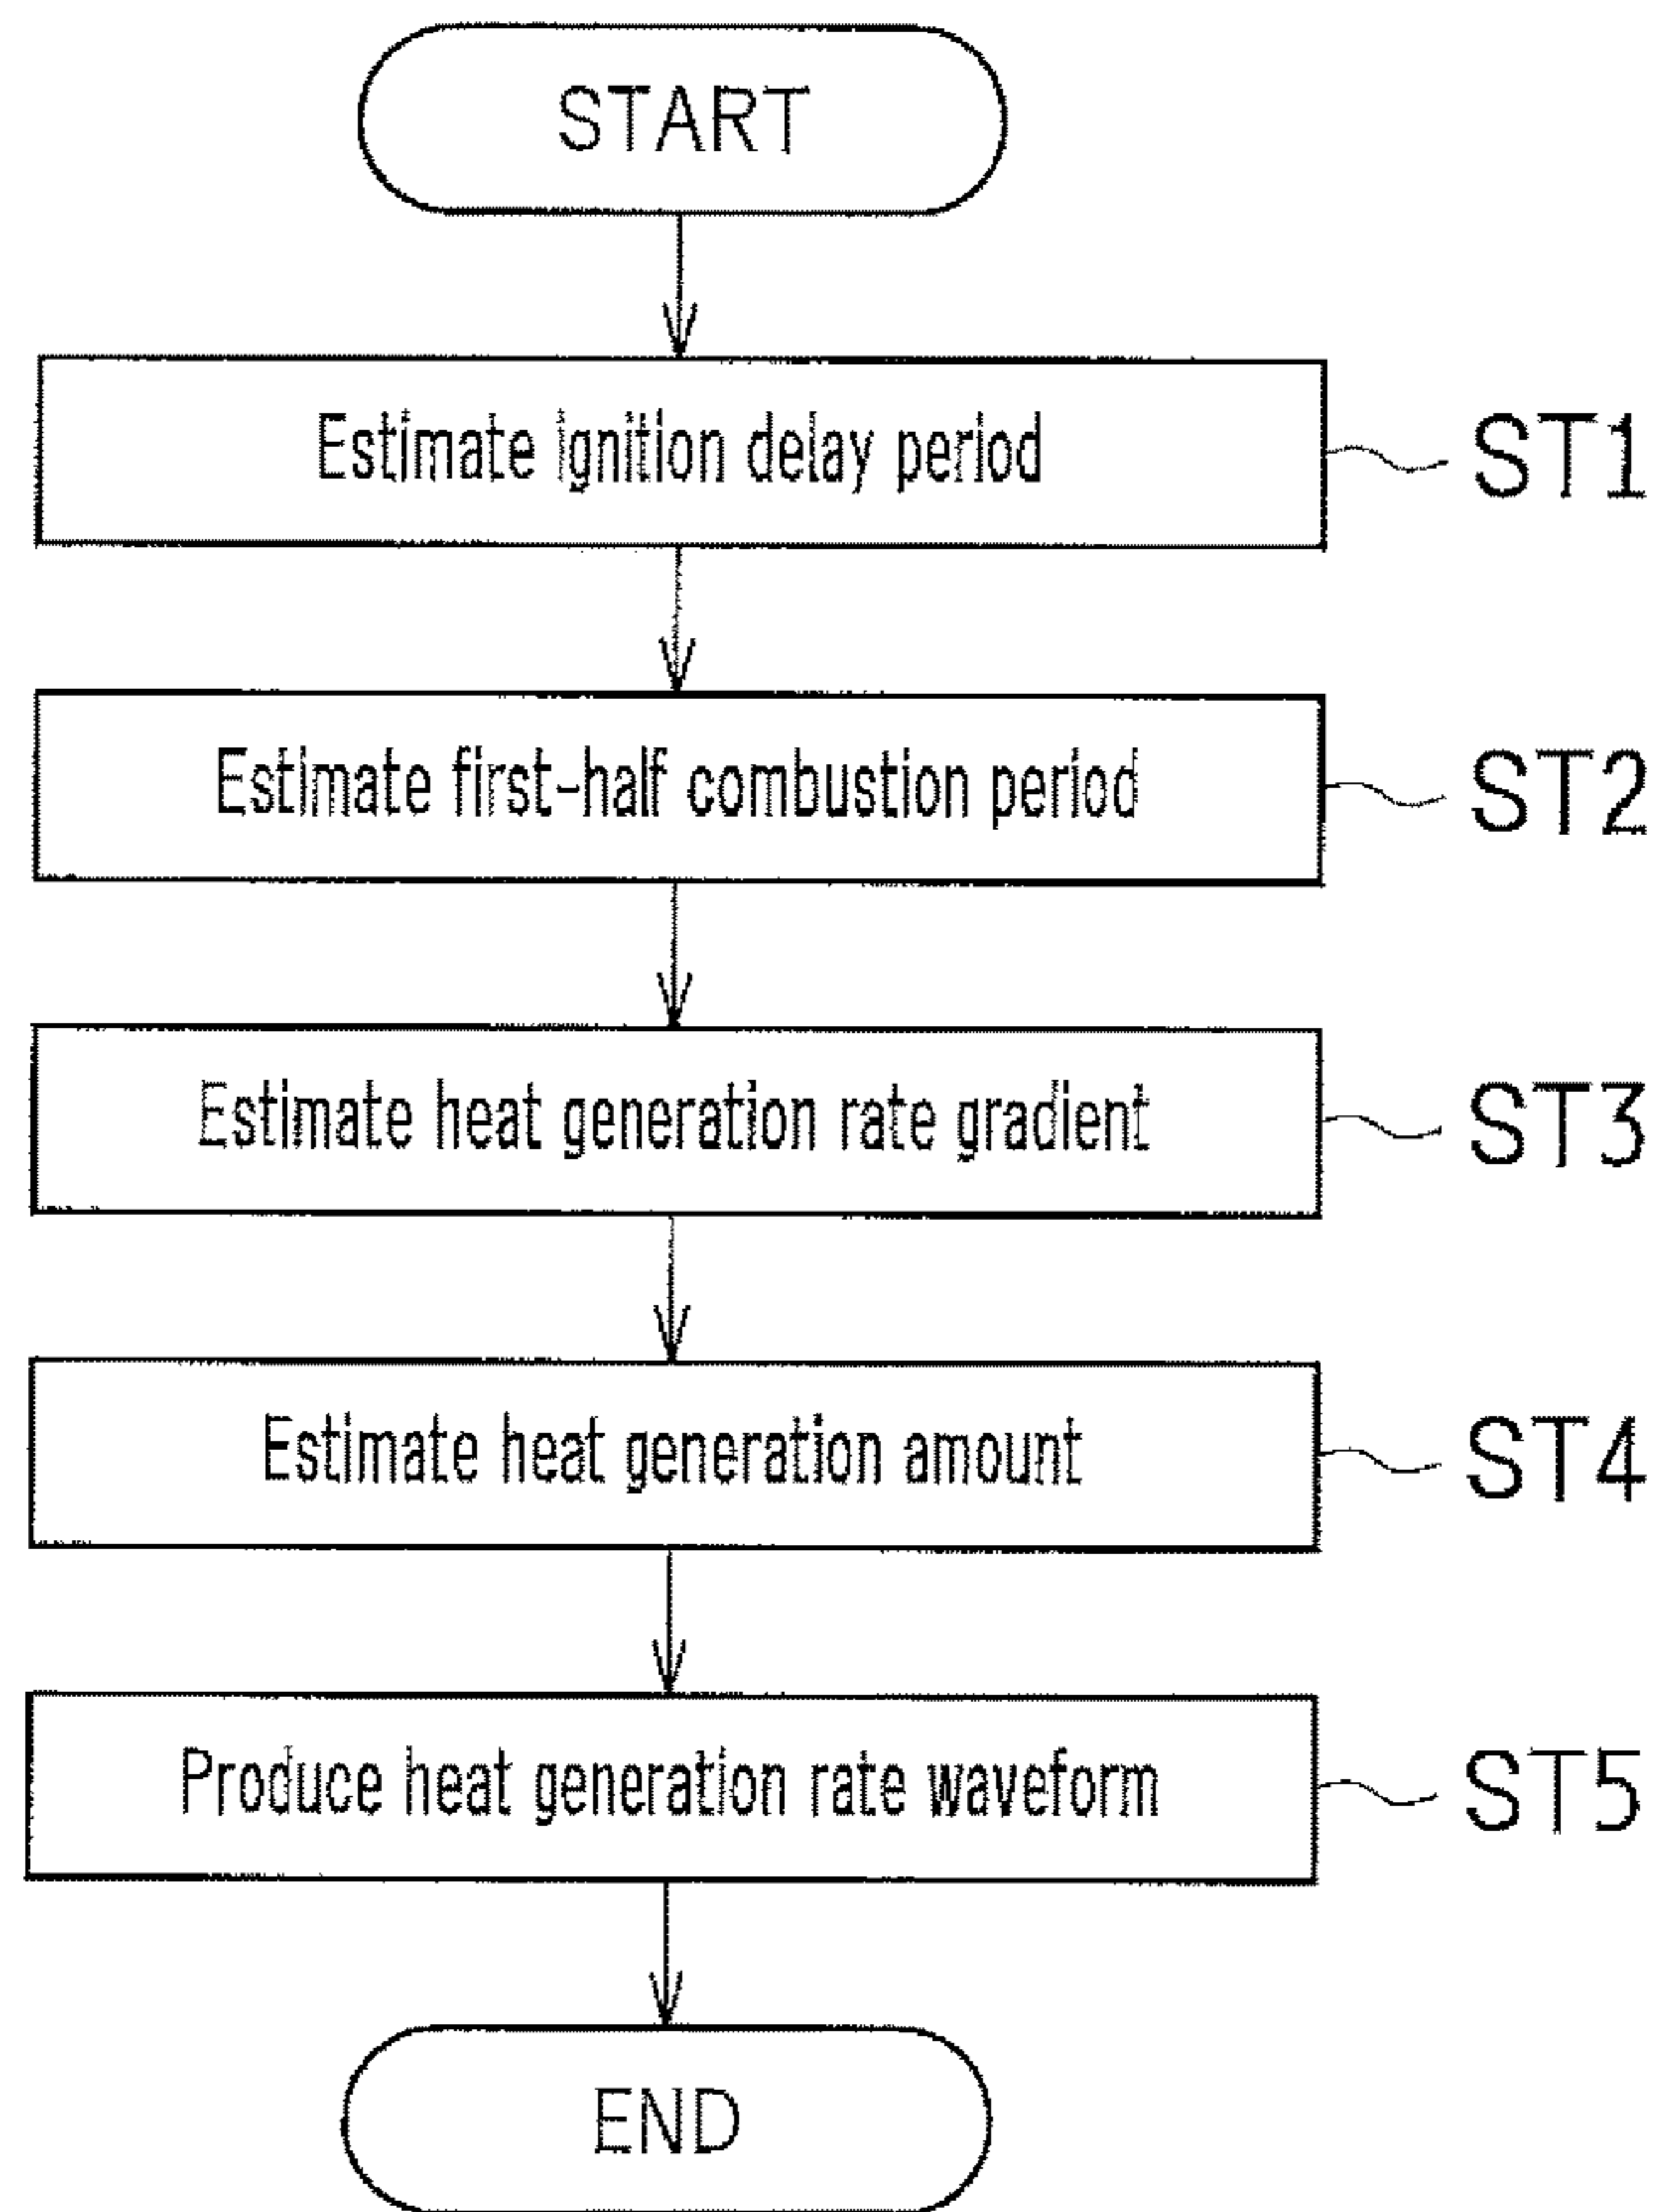 START
Estimate ignition delay period
ST1
Estimate first-half combustion period
ST2
Estimate heat generation rate gradient
ST3
Estimate heat generation amount
ST4
Produce heat generation rate waveform
ST5
END